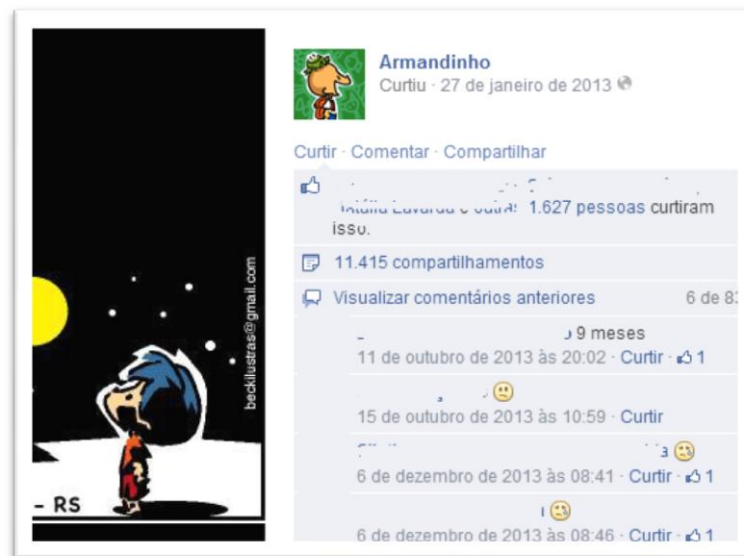 Armandinho
Curtiu · 27 de janeiro de 2013
Curtir · Comentar · Compartilhar
1.627 pessoas curtiram
isso.
11.415 compartilhamentos
Visualizar comentários anteriores 6 de 83
9 meses
11 de outubro de 2013 às 20:02 · Curtir · 1
15 de outubro de 2013 às 10:59 · Curtir
6 de dezembro de 2013 às 08:41 · Curtir · 1
6 de dezembro de 2013 às 08:46 · Curtir · 1
beckilustras@gmail.com
– RS